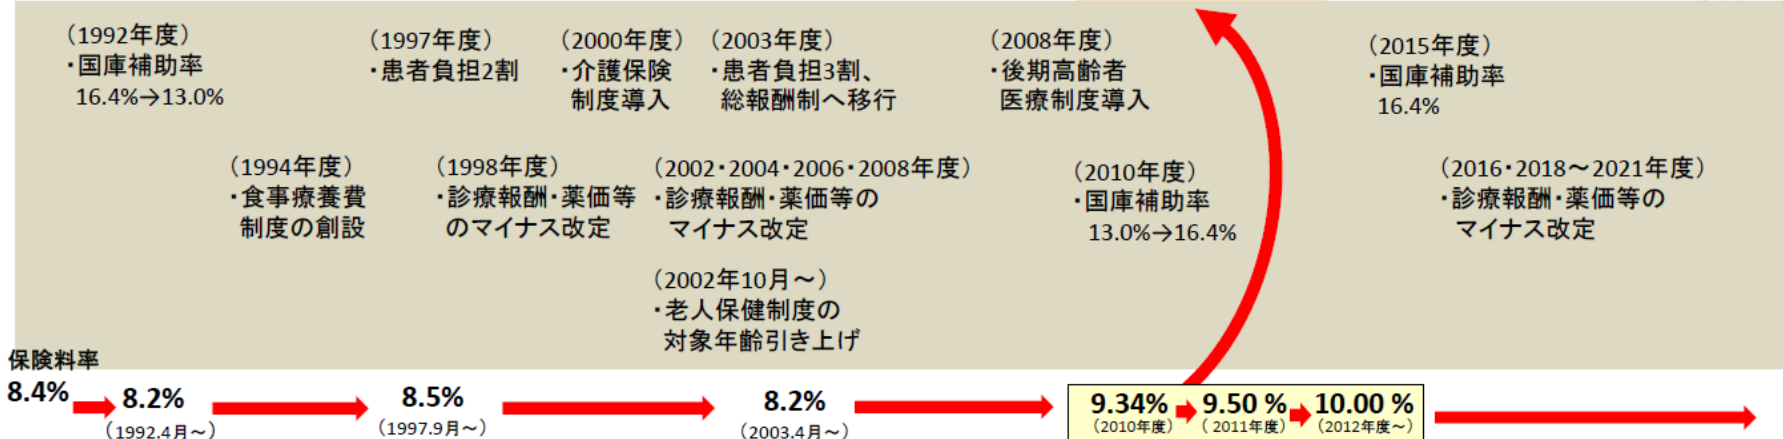 (1992年度)
・国庫補助率
16.4%→13.0%
(1997年度)
・患者負担2割
(2000年度)
・介護保険
制度導入
(2003年度)
・患者負担3割、
総報酬制へ移行
(2008年度)
・後期高齢者
医療制度導入
(2015年度)
・国庫補助率
16.4%
(1994年度)
・食事療養費
制度の創設
(1998年度)
・診療報酬・薬価等
のマイナス改定
(2002・2004・2006・2008年度)
・診療報酬・薬価等の
マイナス改定
(2010年度)
・国庫補助率
13.0%→16.4%
(2016・2018～2021年度)
・診療報酬・薬価等の
マイナス改定
(2002年10月～)
・老人保健制度の
対象年齢引き上げ
保険料率
8.4%
8.2%
(1992.4月～)
8.5%
(1997.9月～)
8.2%
(2003.4月～)
9.34%
(2010年度)
9.50 %
(2011年度)
10.00 %
(2012年度～)